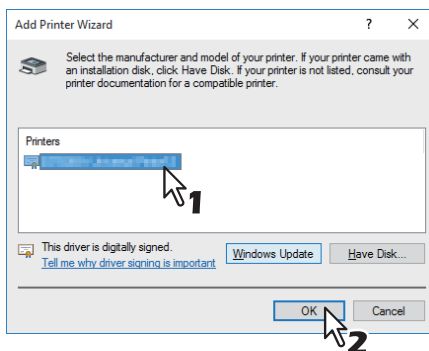 Add Printer Wizard
? ×
Select the manufacturer and model of your printer. If your printer came with
an installation disk, click Have Disk. If your printer is not listed, consult your
printer documentation for a compatible printer.
Printers
1
This driver is digitally signed.
Tell me why driver signing is important
Windows Update
Have Disk...
OK
Cancel
2